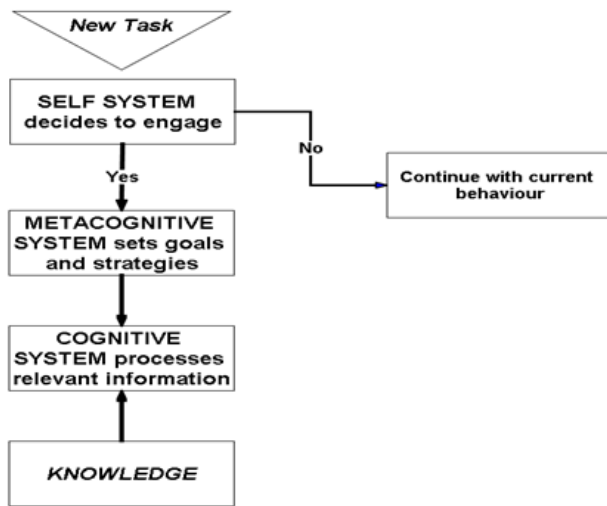 New Task
SELF SYSTEM
decides to engage
No
Yes
Continue with current
behaviour
METACOGNITIVE
SYSTEM sets goals
and strategies
COGNITIVE
SYSTEM processes
relevant information
KNOWLEDGE